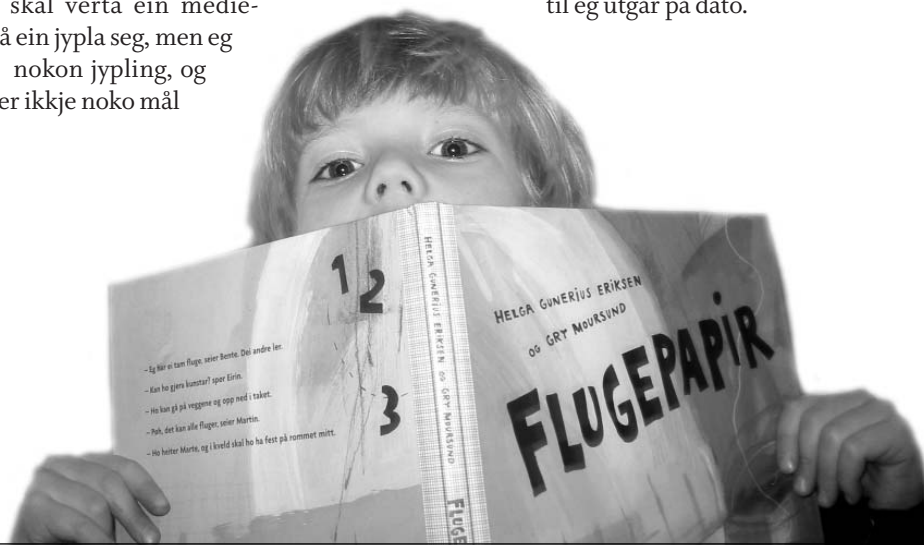 skal verta ein medie-
å ein jypla seg, men eg
nokon jypling, og
er ikkje noko mål
til eg utgår på dato.
1
2
3
– Eg har ei tam fluge, seier Bente. Dei andre ler.
– Kan ho gjera kunstar? spør Eirin.
– Ho kan gå på veggene og opp ned i taket.
– Pøh, det kan alle fluger, seier Martin.
– Ho heiter Marte, og i kveld skal ho ha fest på rommet mitt.
HELGA GUNERIUS ERIKSEN OG GRY MOURSUND
FLUGE
HELGA GUNERIUS ERIKSEN
OG GRY MOURSUND
FLUGEPAPIR